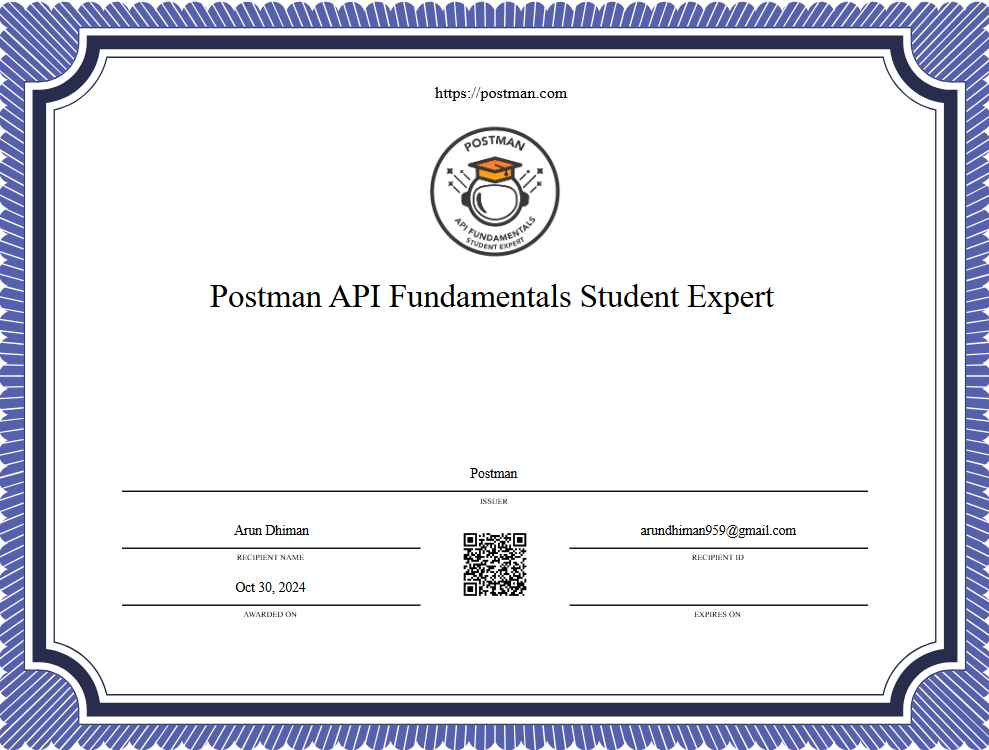 https://postman.com
POSTMAN
API FUNDAMENTALS
STUDENT EXPERT
Postman API Fundamentals Student Expert
Postman
ISSUER
Arun Dhiman
RECIPIENT NAME
arundhiman959@gmail.com
RECIPIENT ID
Oct 30, 2024
AWARDED ON
EXPIRES ON